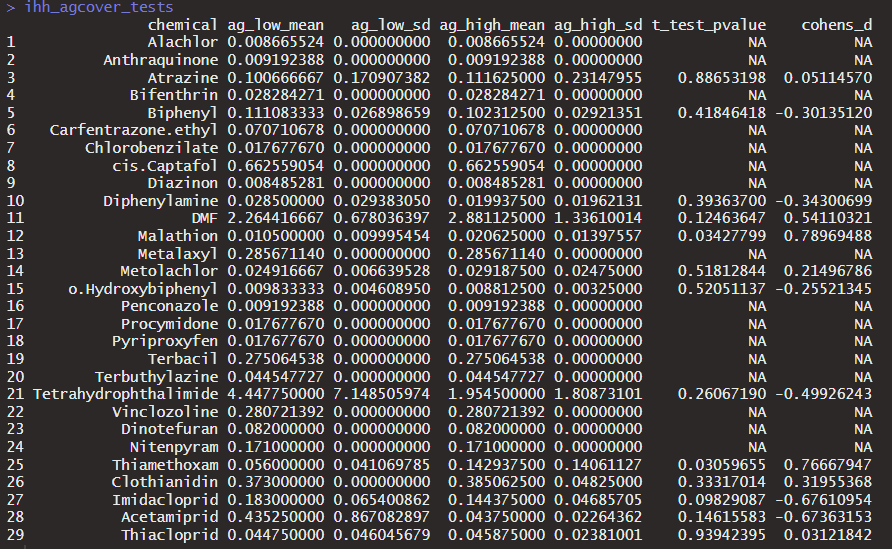 > ihh_agcover_tests
chemical ag_low_mean ag_low_sd ag_high_mean ag_high_sd t_test_pvalue cohens_d
1 Alachlor 0.008665524 0.000000000 0.008665524 0.00000000 NA NA
2 Anthraquinone 0.009192388 0.000000000 0.009192388 0.00000000 NA NA
3 Atrazine 0.100666667 0.170907382 0.111625000 0.23147955 0.88653198 0.05114570
4 Bifenthrin 0.028284271 0.000000000 0.028284271 0.00000000 NA NA
5 Biphenyl 0.111083333 0.026898659 0.102312500 0.02921351 0.41846418 -0.30135120
6 Carfentrazone.ethyl 0.070710678 0.000000000 0.070710678 0.00000000 NA NA
7 Chlorobenzilate 0.017677670 0.000000000 0.017677670 0.00000000 NA NA
8 cis.Captafol 0.662559054 0.000000000 0.662559054 0.00000000 NA NA
9 Diazinon 0.008485281 0.000000000 0.008485281 0.00000000 NA NA
10 Diphenylamine 0.028500000 0.029383050 0.019937500 0.01962131 0.39363700 -0.34300699
11 DMF 2.264416667 0.678036397 2.881125000 1.33610014 0.12463647 0.54110321
12 Malathion 0.010500000 0.009995454 0.020625000 0.01397557 0.03427799 0.78969488
13 Metalaxyl 0.285671140 0.000000000 0.285671140 0.00000000 NA NA
14 Metolachlor 0.024916667 0.006639528 0.029187500 0.02475000 0.51812844 0.21496786
15 o.Hydroxybiphenyl 0.009833333 0.004608950 0.008812500 0.00325000 0.52051137 -0.25521345
16 Penconazole 0.009192388 0.000000000 0.009192388 0.00000000 NA NA
17 Procymidone 0.017677670 0.000000000 0.017677670 0.00000000 NA NA
18 Pyriproxyfen 0.017677670 0.000000000 0.017677670 0.00000000 NA NA
19 Terbacil 0.275064538 0.000000000 0.275064538 0.00000000 NA NA
20 Terbuthylazine 0.044547727 0.000000000 0.044547727 0.00000000 NA NA
21 Tetrahydrophthalimide 4.447750000 7.148505974 1.954500000 1.80873101 0.26067190 -0.49926243
22 Vinclozoline 0.280721392 0.000000000 0.280721392 0.00000000 NA NA
23 Dinotefuran 0.082000000 0.000000000 0.082000000 0.00000000 NA NA
24 Nitenpyram 0.171000000 0.000000000 0.171000000 0.00000000 NA NA
25 Thiamethoxam 0.056000000 0.041069785 0.142937500 0.14061127 0.03059655 0.76667947
26 Clothianidin 0.373000000 0.000000000 0.385062500 0.04825000 0.33317014 0.31955368
27 Imidacloprid 0.183000000 0.065400862 0.144375000 0.04685705 0.09829087 -0.67610954
28 Acetamiprid 0.435250000 0.867082897 0.043750000 0.02264362 0.14615583 -0.67363153
29 Thiacloprid 0.044750000 0.046045679 0.045875000 0.02381001 0.93942395 0.03121842